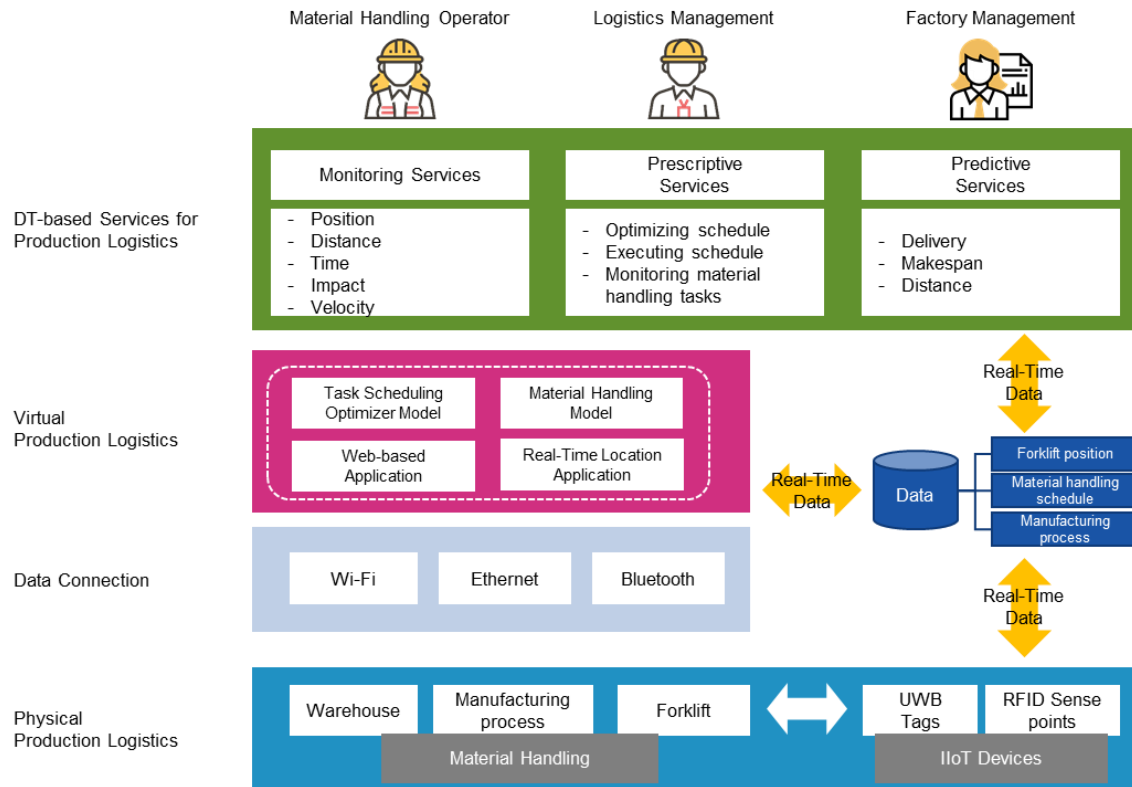 Material Handling Operator
Logistics Management
Factory Management
DT-based Services for
Production Logistics
Monitoring Services
- Position
- Distance
- Time
- Impact
- Velocity
Prescriptive
Services
- Optimizing schedule
- Executing schedule
- Monitoring material
handling tasks
Predictive
Services
- Delivery
- Makespan
- Distance
Real-Time
Data
Virtual
Production Logistics
Task Scheduling
Optimizer Model
Material Handling
Model
Web-based
Application
Real-Time Location
Application
Real-Time
Data
Data
Forklift position
Material handling
schedule
Manufacturing
process
Data Connection
Wi-Fi
Ethernet
Bluetooth
Real-Time
Data
Physical
Production Logistics
Warehouse
Manufacturing
process
Forklift
Material Handling
UWB
Tags
RFID Sense
points
IIoT Devices